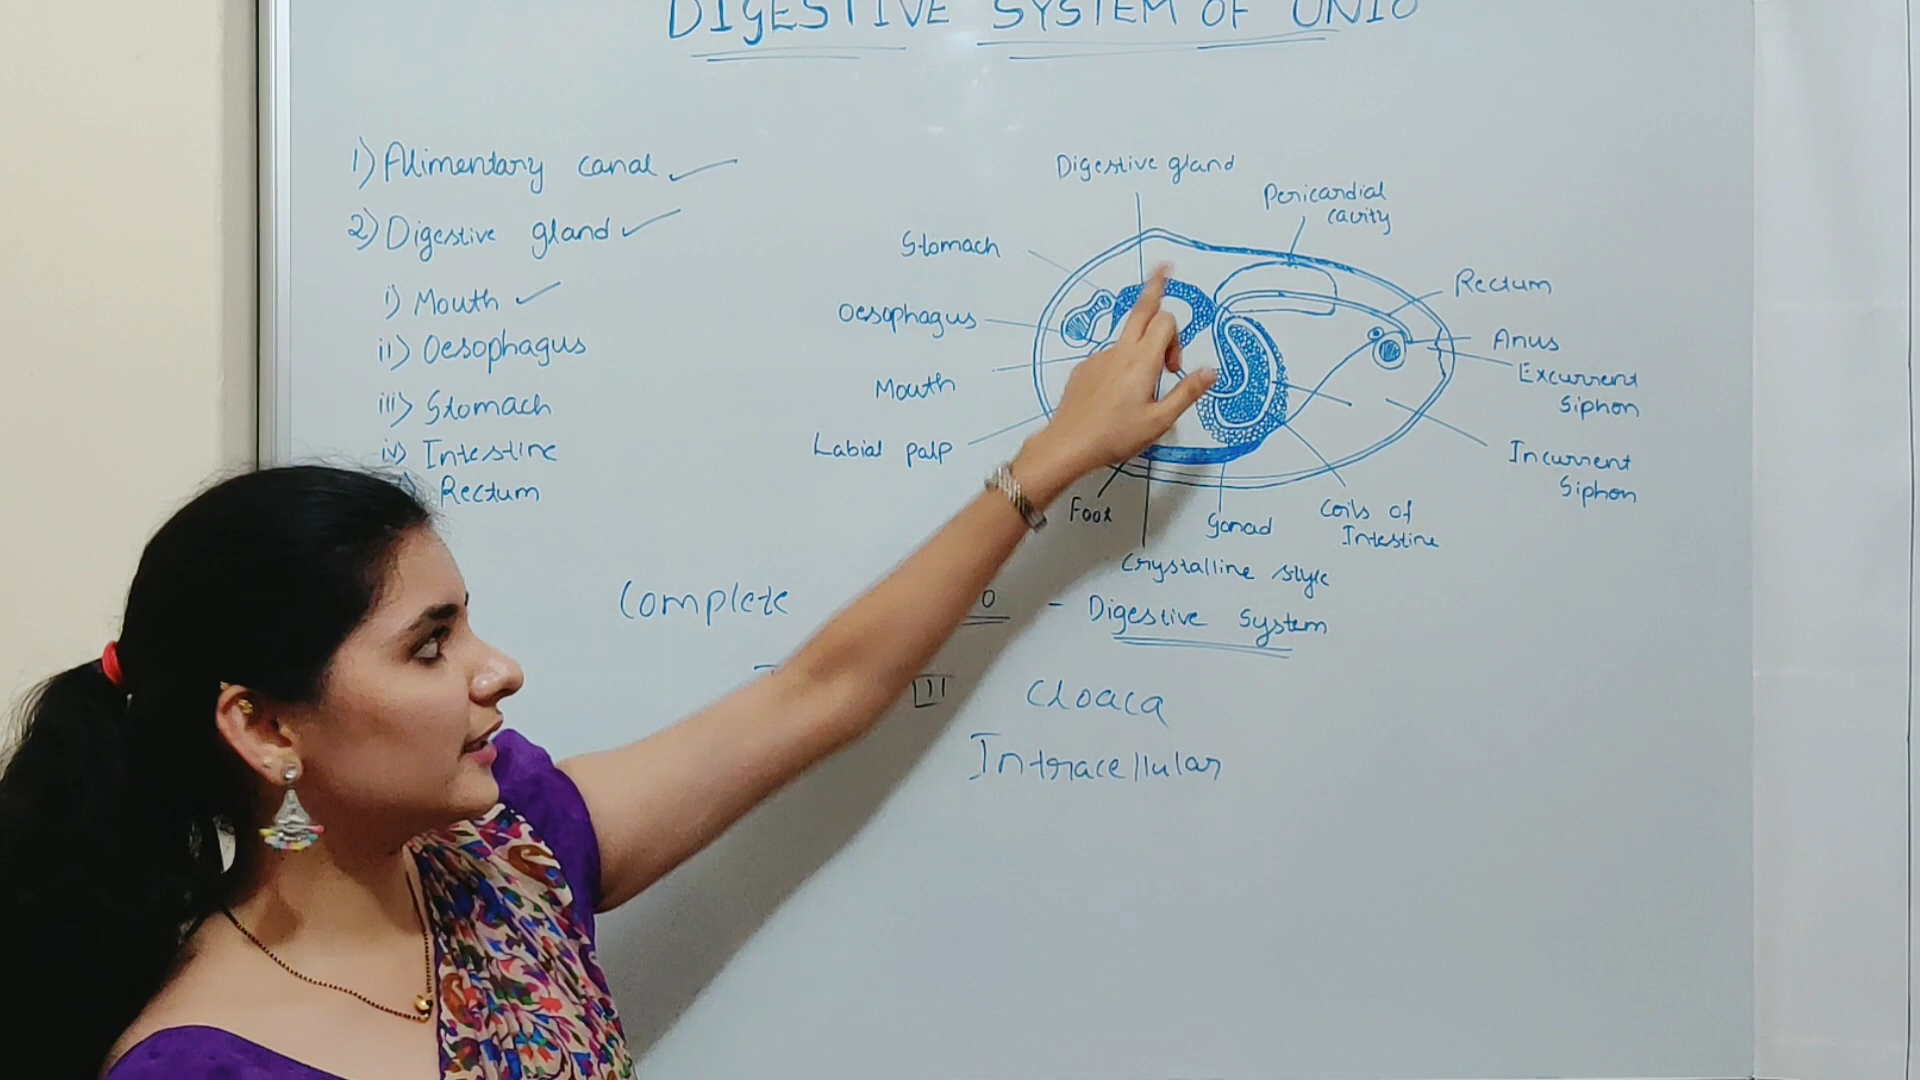 DIGESTIVE SYSTEM OF UNIO
1) Alimentary canal
2) Digestive gland
i) Mouth
ii) Oesophagus
iii) Stomach
iv) Intestine
Rectum
Digestive gland
Pericardial
cavity
Stomach
Rectum
Oesophagus
Anus
Excurrent
Siphon
Mouth
Labial palp
Incurrent
Siphon
Foot
Gonad
Coils of
Intestine
Crystalline style
Complete
O - Digestive System
Cloaca
Intracellular